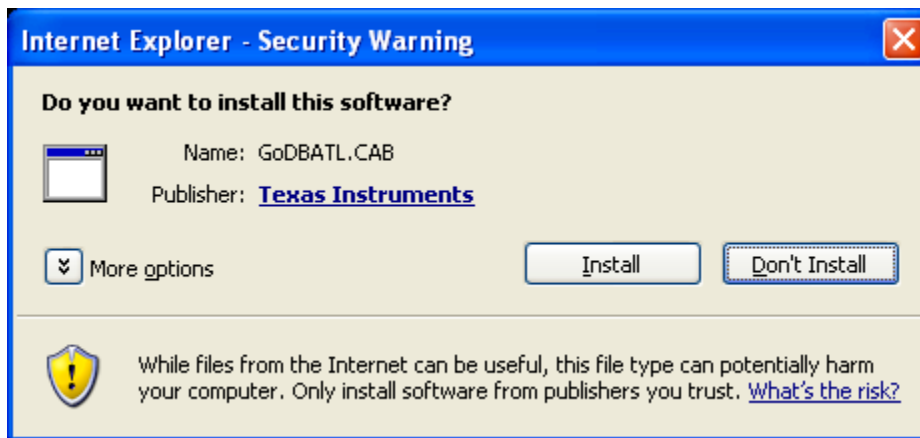 Internet Explorer - Security Warning
Do you want to install this software?
Name: GoDBATL.CAB
Publisher: Texas Instruments
More options
Install
Don't Install
While files from the Internet can be useful, this file type can potentially harm
your computer. Only install software from publishers you trust. What's the risk?